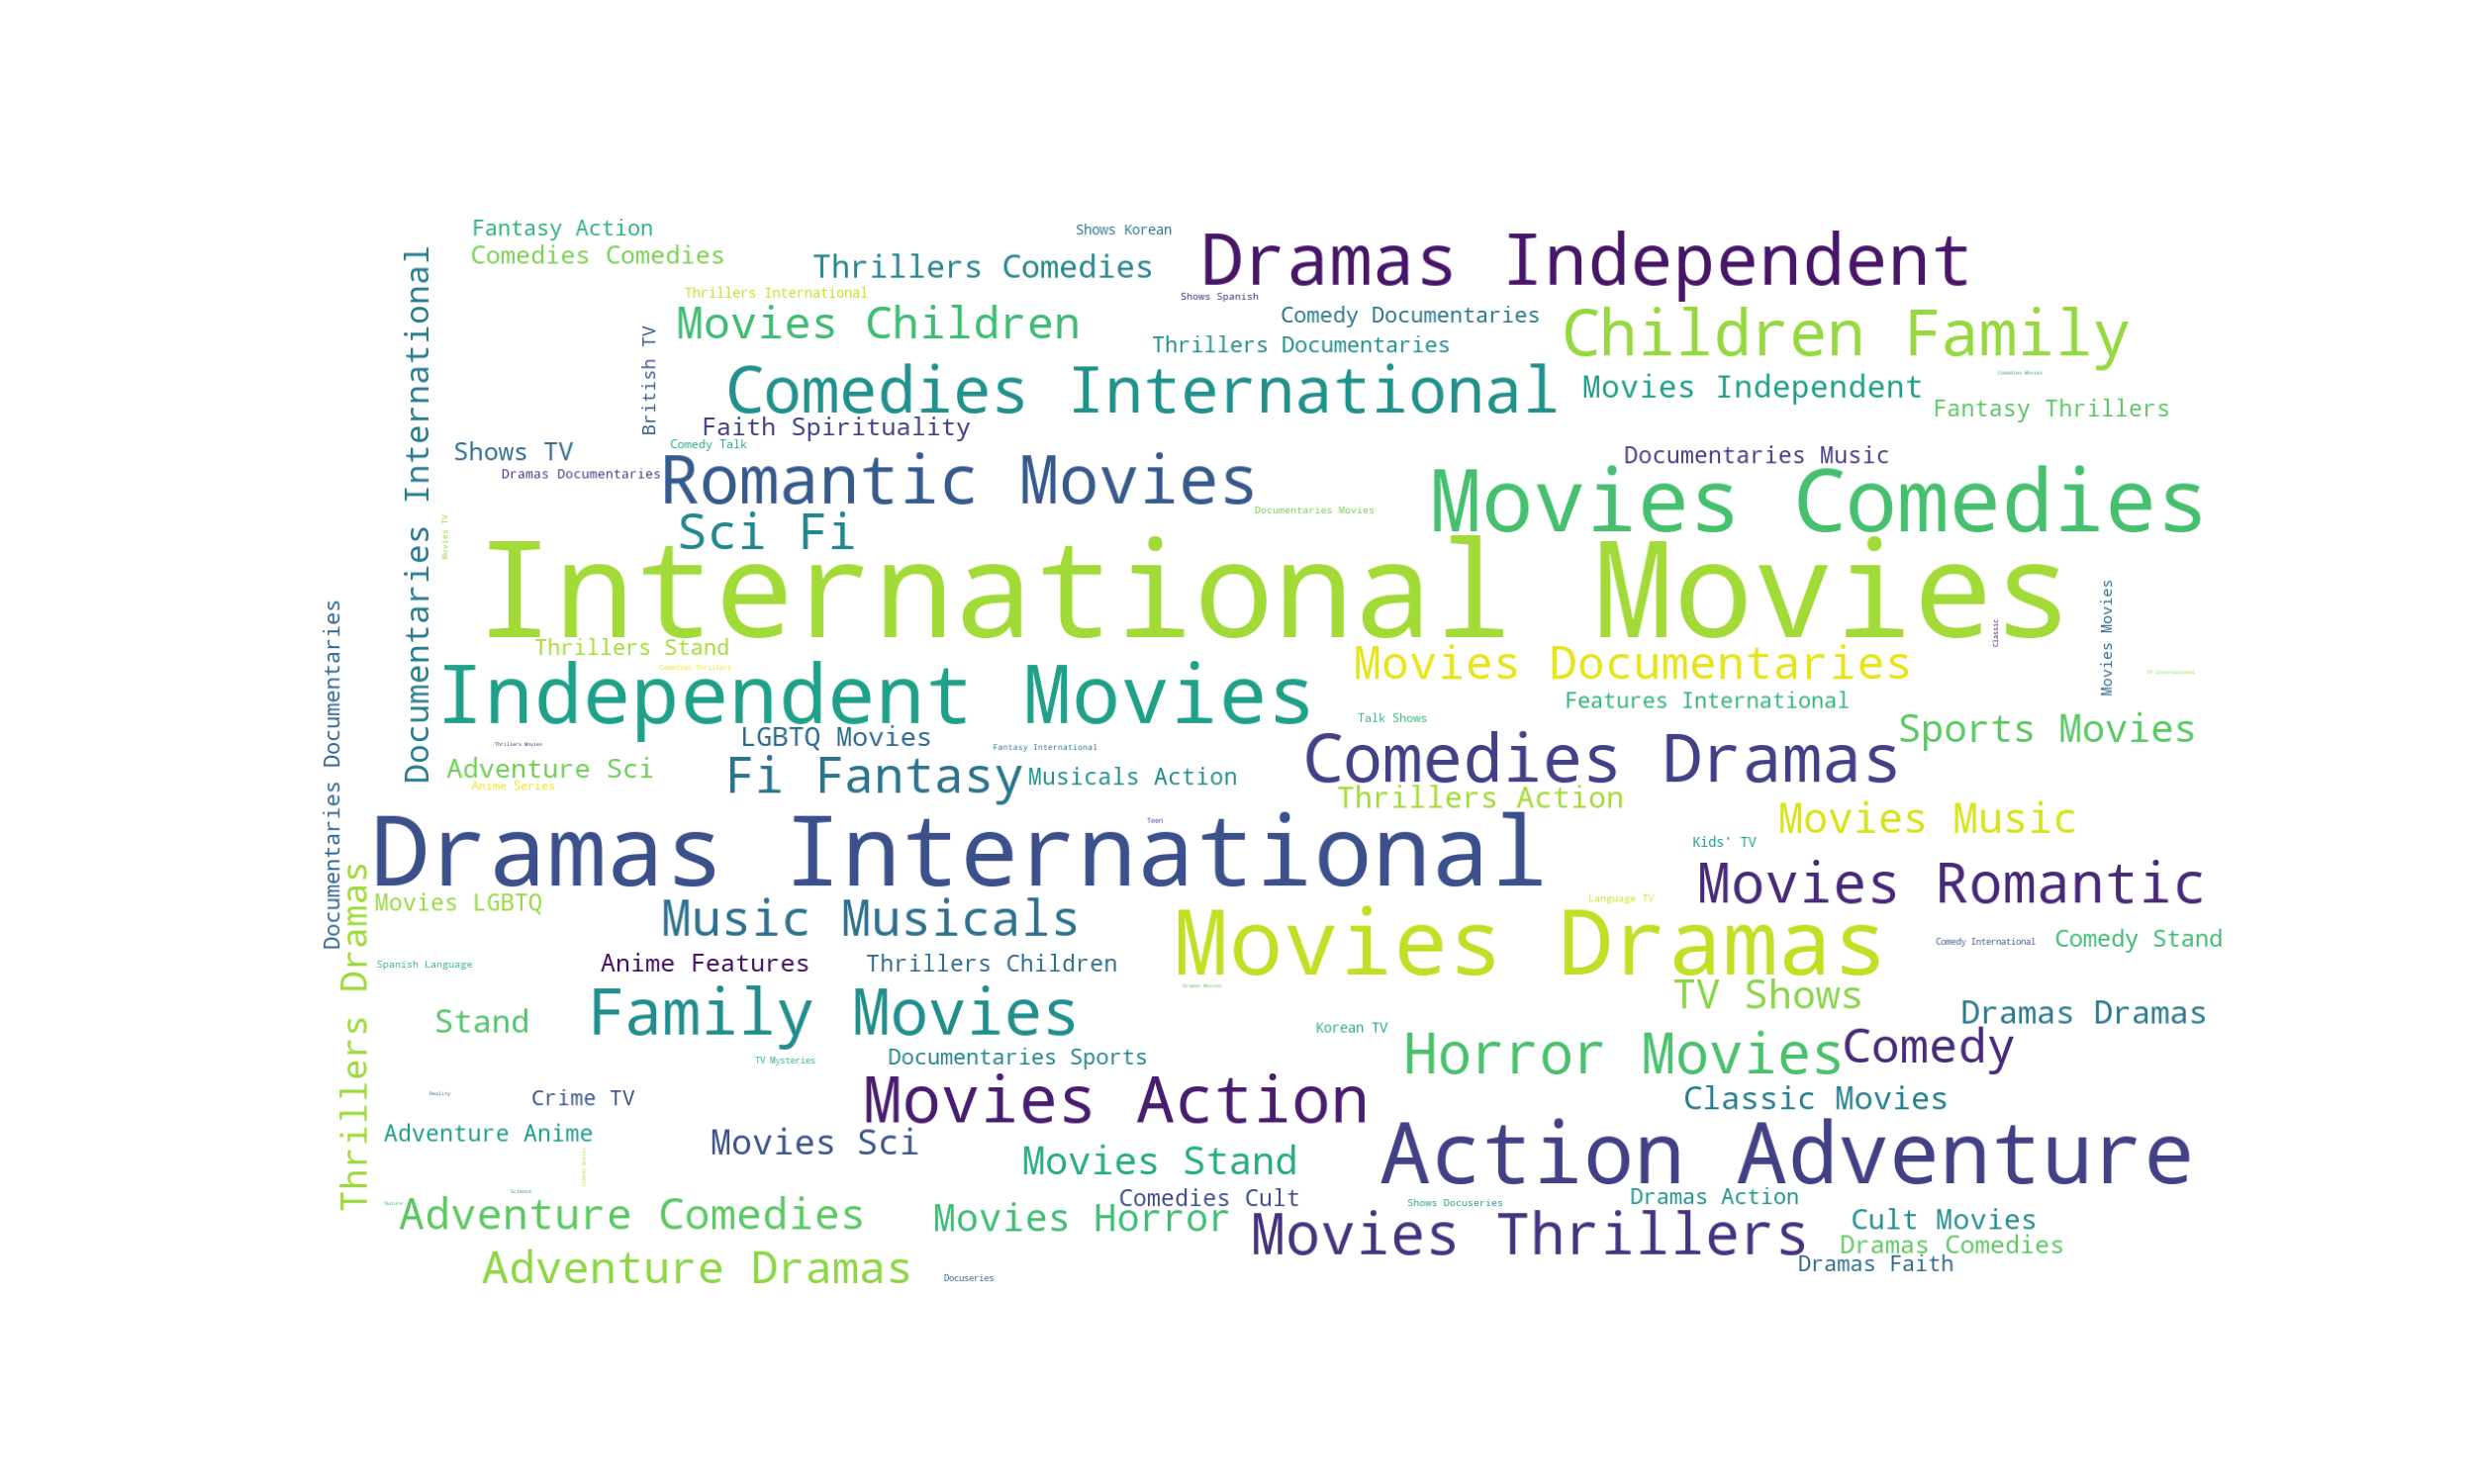 Fantasy Action
Shows Korean
Comedies Comedies
Thrillers Comedies
Dramas Independent
Thrillers International
Shows Spanish
Movies Children
Comedy Documentaries
Children Family
Thrillers Documentaries
British TV
Documentaries International
Comedies International
Movies Independent
Comedies Movies
Fantasy Thrillers
Faith Spirituality
Comedy Talk
Shows TV
Documentaries Music
Dramas Documentaries
Romantic Movies
Movies Comedies
Documentaries Movies
Sci Fi
Movies TV
International Movies
Classic
Movies Movies
Thrillers Stand
Comedies Thrillers
Movies Documentaries
TV International
Independent Movies
Features International
Talk Shows
Sports Movies
LGBTQ Movies
Thrillers Movies
Fantasy International
Comedies Dramas
Adventure Sci
Fi Fantasy
Musicals Action
Anime Series
Thrillers Action
Documentaries Documentaries
Movies Music
Teen
Dramas International
Kids' TV
Movies Romantic
Movies LGBTQ
Language TV
Music Musicals
Movies Dramas
Comedy International
Comedy Stand
Spanish Language
Anime Features
Thrillers Children
Dramas Movies
TV Shows
Thrillers Dramas
Stand
Family Movies
Dramas Dramas
Korean TV
Horror Movies
Comedy
TV Mysteries
Documentaries Sports
Reality
Crime TV
Movies Action
Classic Movies
Adventure Anime
Movies Sci
Movies Stand
Action Adventure
Comedy Movies
Science
Nature
Comedies Cult
Shows Docuseries
Dramas Action
Adventure Comedies
Movies Horror
Movies Thrillers
Cult Movies
Dramas Comedies
Adventure Dramas
Docuseries
Dramas Faith